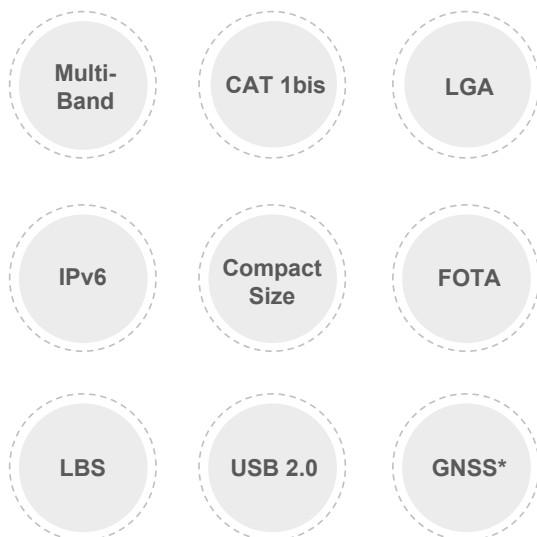 Multi-
Band
CAT 1bis
LGA
IPv6
Compact
Size
FOTA
LBS
USB 2.0
GNSS*